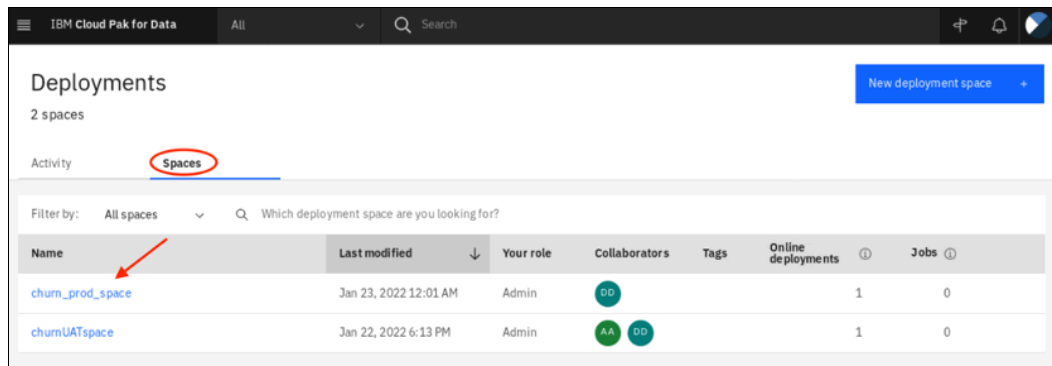 IBM Cloud Pak for Data All Search
Deployments
New deployment space +
2 spaces
Activity Spaces
Filter by: All spaces Which deployment space are you looking for?
Name Last modified Your role Collaborators Tags Online deployments Jobs
churn_prod_space Jan 23, 2022 12:01 AM Admin DD 1 0
churnUATspace Jan 22, 2022 6:13 PM Admin AA DD 1 0